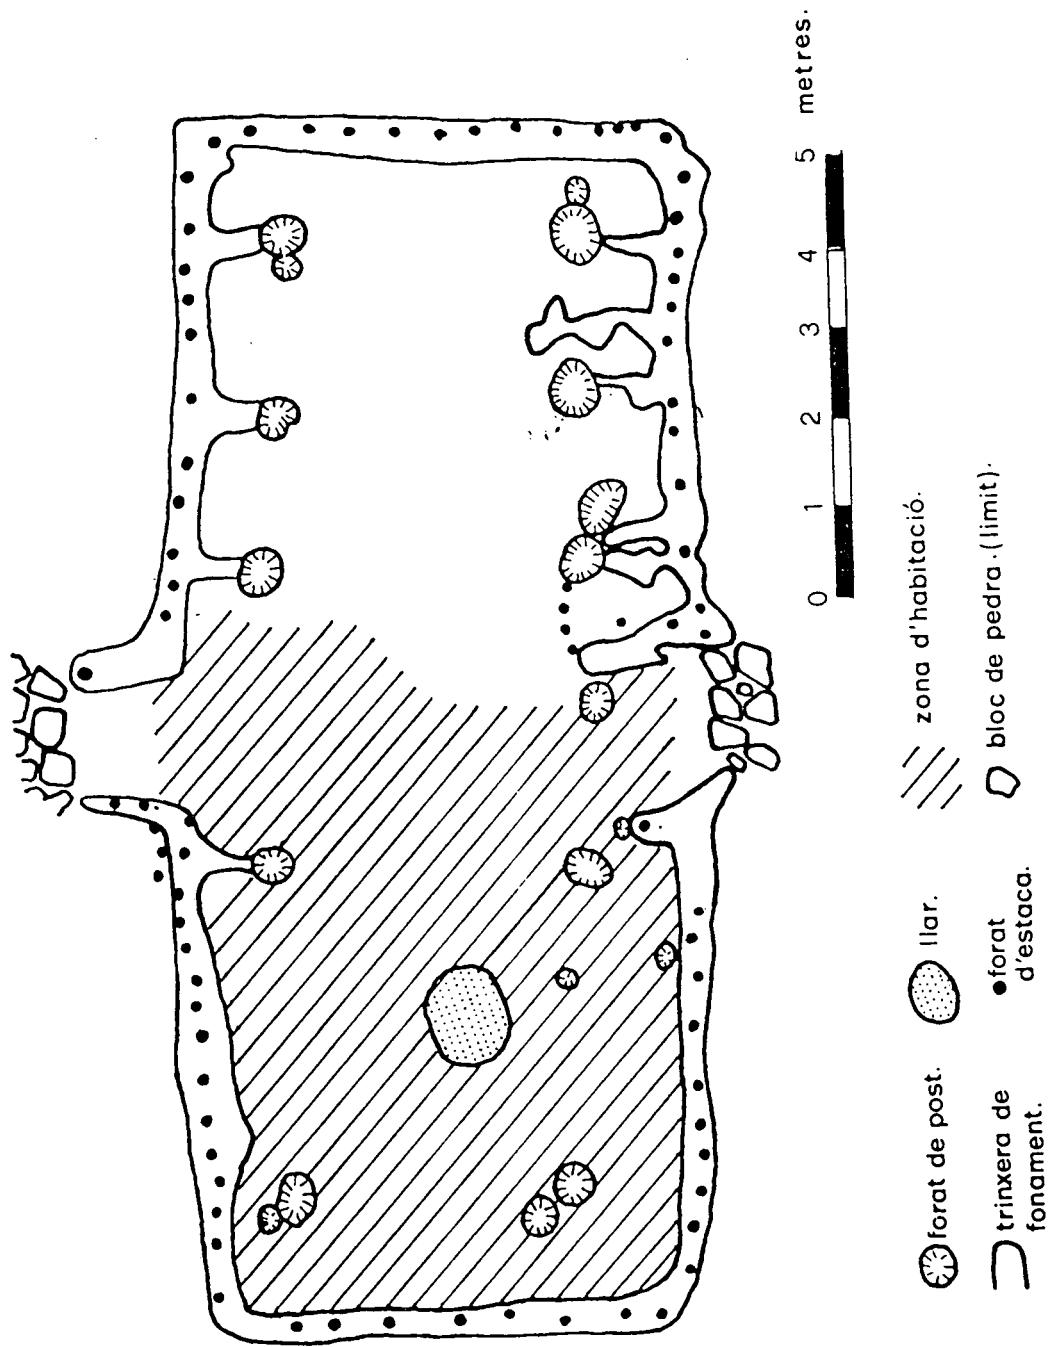 0 1 2 3 4 5 metres.
forat de post.
llar.
zona d'habitació.
trinxera de
fonament.
forat
d'estaca.
bloc de pedra.(limit).